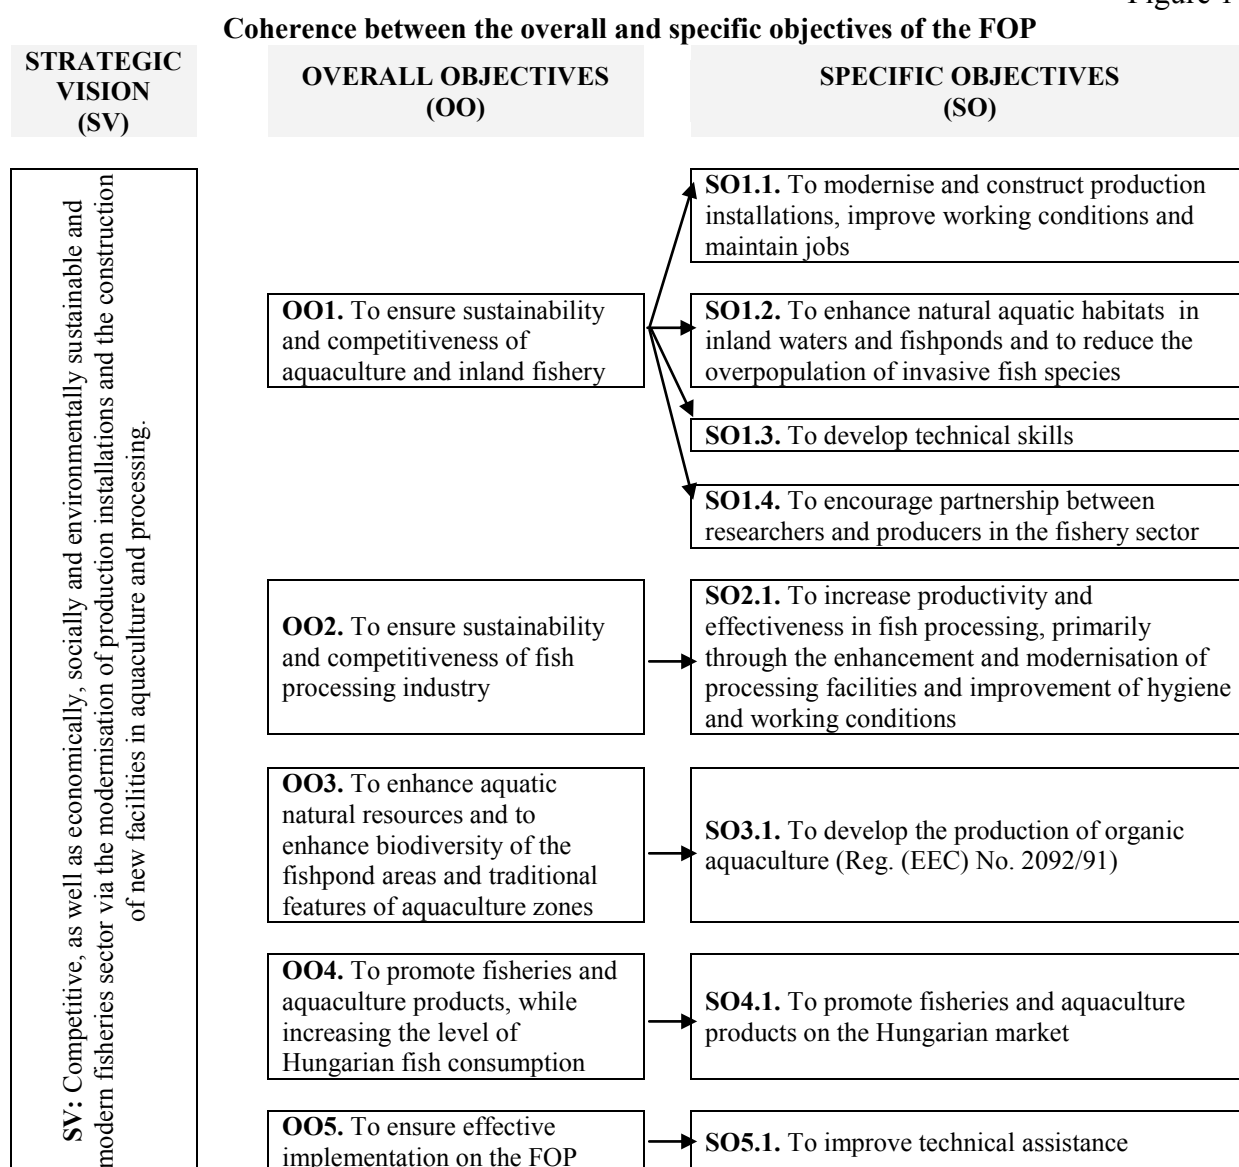 Figure 1
Coherence between the overall and specific objectives of the FOP
STRATEGIC
VISION
(SV)
OVERALL OBJECTIVES
(OO)
SPECIFIC OBJECTIVES
(SO)
SV: Competitive, as well as economically, socially and environmentally sustainable and
modern fisheries sector via the modernisation of production installations and the construction
of new facilities in aquaculture and processing.
OO1. To ensure sustainability
and competitiveness of
aquaculture and inland fishery
SO1.1. To modernise and construct production
installations, improve working conditions and
maintain jobs
SO1.2. To enhance natural aquatic habitats in
inland waters and fishponds and to reduce the
overpopulation of invasive fish species
SO1.3. To develop technical skills
SO1.4. To encourage partnership between
researchers and producers in the fishery sector
OO2. To ensure sustainability
and competitiveness of fish
processing industry
SO2.1. To increase productivity and
effectiveness in fish processing, primarily
through the enhancement and modernisation of
processing facilities and improvement of hygiene
and working conditions
OO3. To enhance aquatic
natural resources and to
enhance biodiversity of the
fishpond areas and traditional
features of aquaculture zones
SO3.1. To develop the production of organic
aquaculture (Reg. (EEC) No. 2092/91)
OO4. To promote fisheries and
aquaculture products, while
increasing the level of
Hungarian fish consumption
SO4.1. To promote fisheries and aquaculture
products on the Hungarian market
OO5. To ensure effective
implementation on the FOP
SO5.1. To improve technical assistance